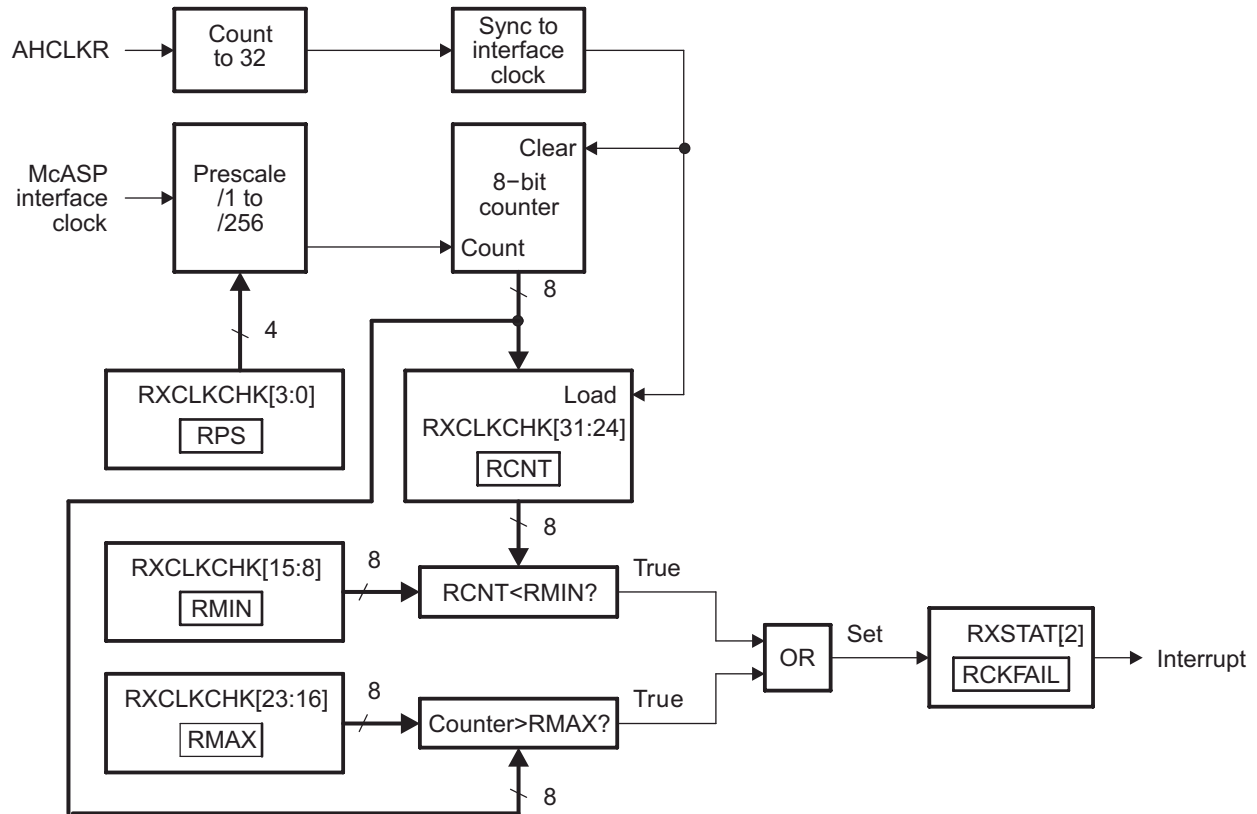 AHCLKR
Count
to 32
Sync to
interface
clock
McASP
interface
clock
Prescale
/1 to
/256
Clear
8−bit
counter
Count
8
4
RXCLKCHK[3:0]
RPS
Load
RXCLKCHK[31:24]
RCNT
8
RXCLKCHK[15:8]
RMIN
8
RCNT<RMIN?
True
OR
Set
RXSTAT[2]
RCKFAIL
Interrupt
RXCLKCHK[23:16]
RMAX
8
Counter>RMAX?
True
8